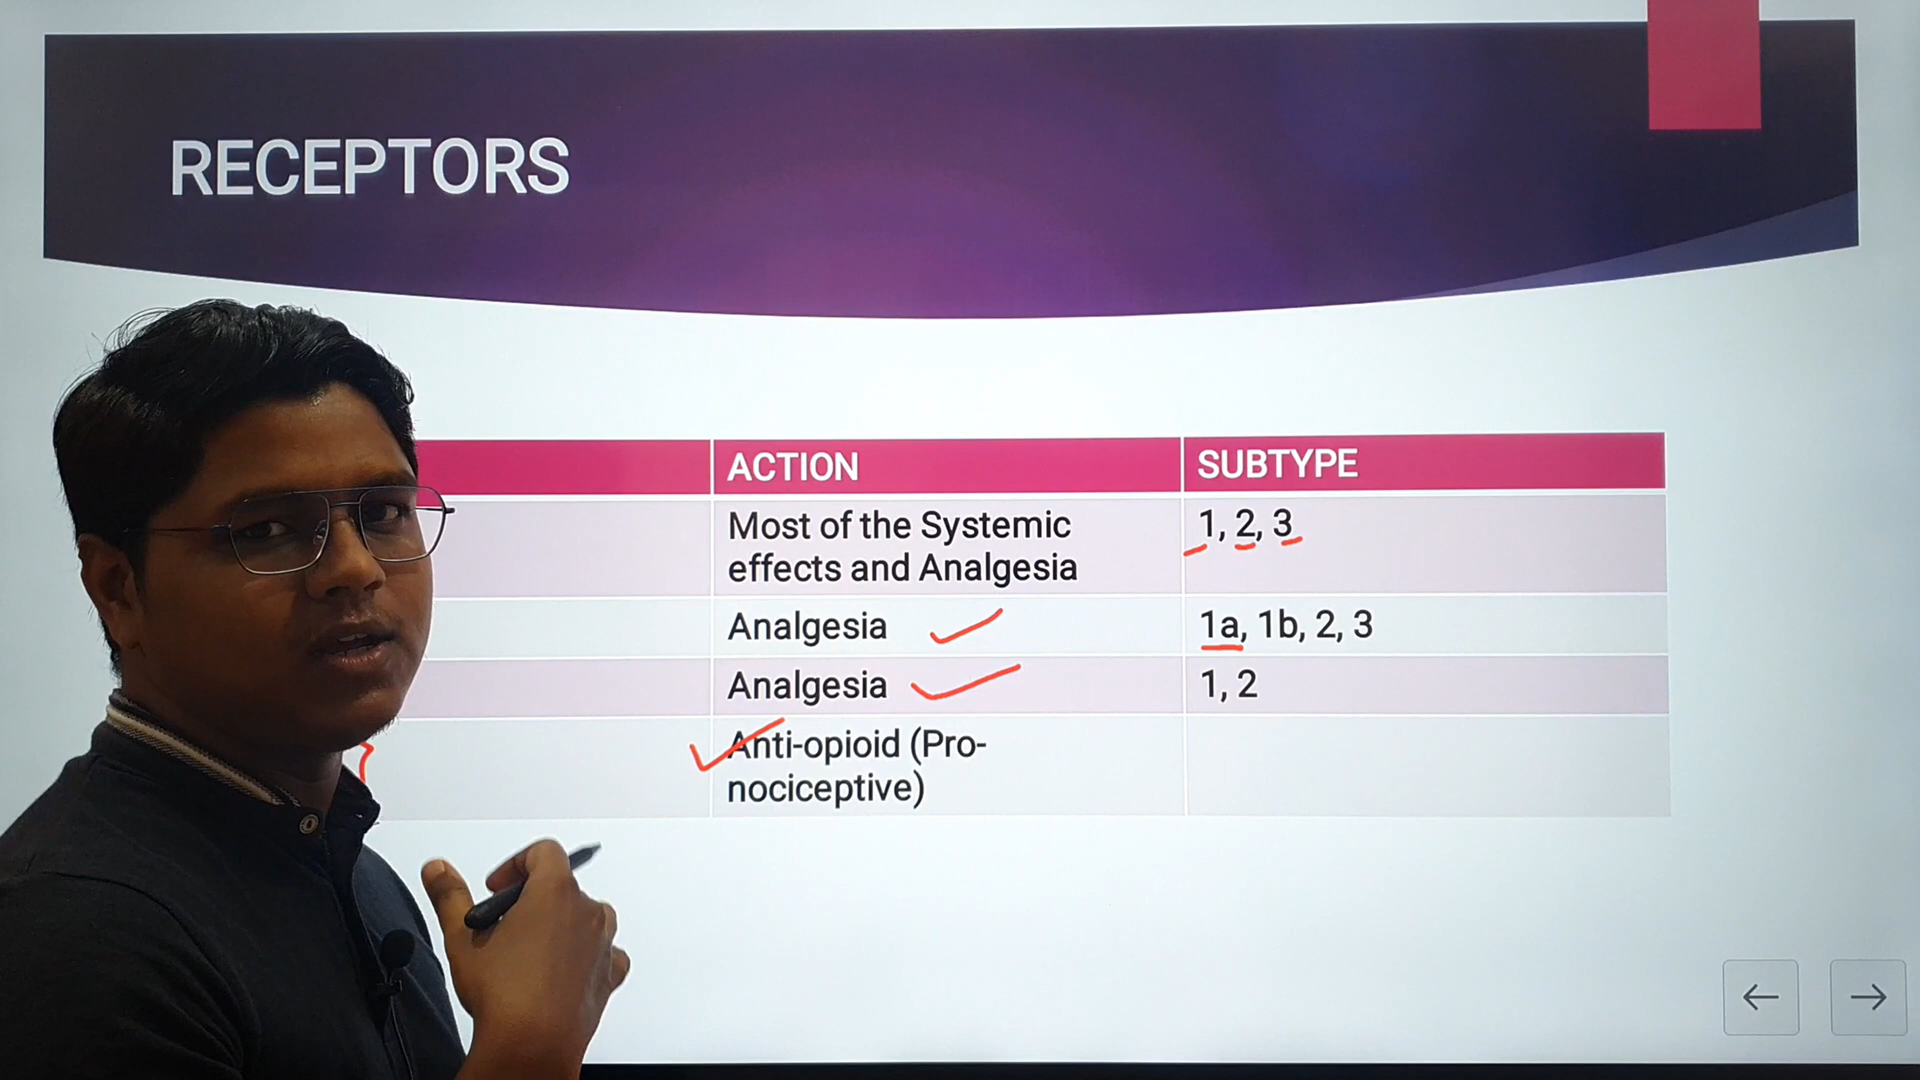 RECEPTORS
ACTION
SUBTYPE
Most of the Systemic
effects and Analgesia
1, 2, 3
Analgesia
1a, 1b, 2, 3
Analgesia
1, 2
Anti-opioid (Pro-
nociceptive)